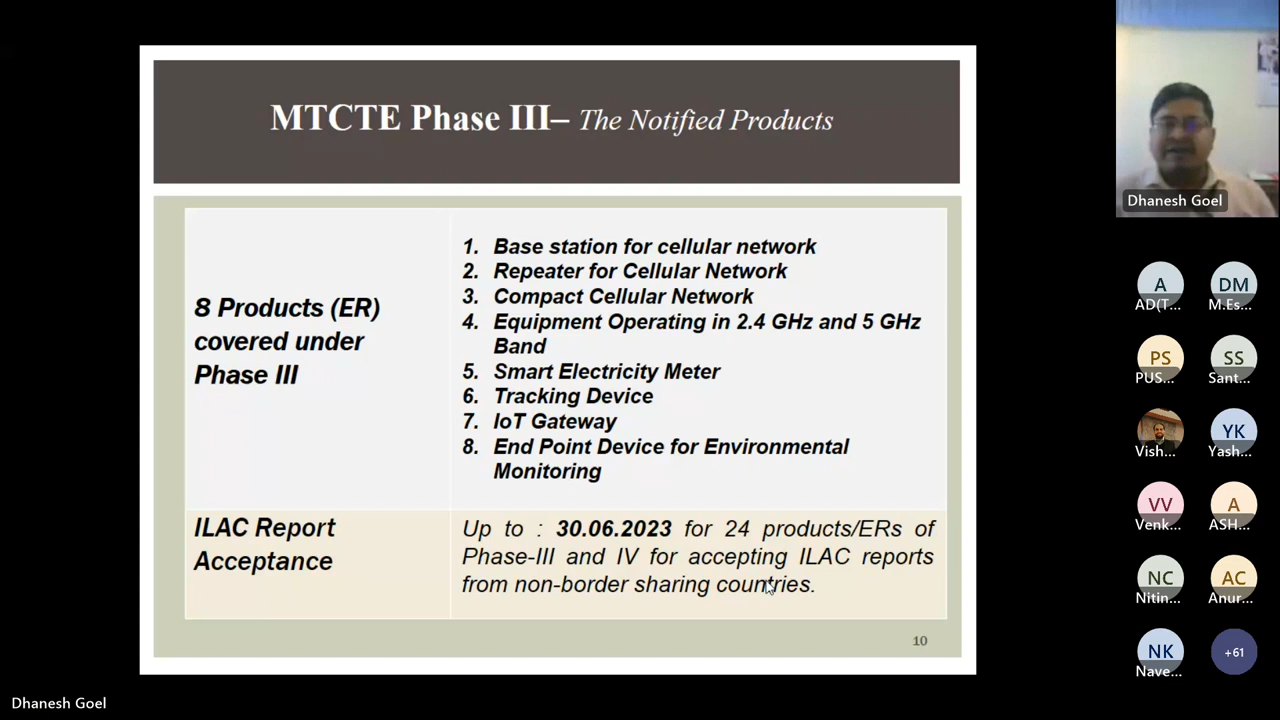 MTCTE Phase III– The Notified Products
8 Products (ER)
covered under
Phase III
1. Base station for cellular network
2. Repeater for Cellular Network
3. Compact Cellular Network
4. Equipment Operating in 2.4 GHz and 5 GHz
Band
5. Smart Electricity Meter
6. Tracking Device
7. IoT Gateway
8. End Point Device for Environmental
Monitoring
ILAC Report
Acceptance
Up to : 30.06.2023 for 24 products/ERs of
Phase-III and IV for accepting ILAC reports
from non-border sharing countries.
10
Dhanesh Goel
A
AD(T...
DM
M.Es...
PS
PUS...
SS
Sant...
Vish...
YK
Yash...
VV
Venk...
A
ASH...
NC
Nitin...
AC
Anur...
NK
Nave...
+61
Dhanesh Goel